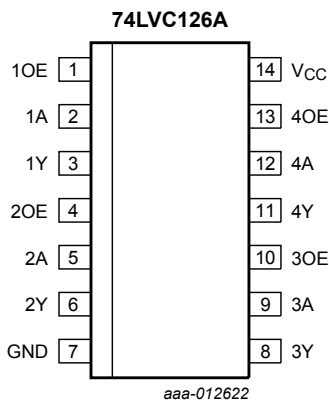 74LVC126A
1OE 1
1A 2
1Y 3
2OE 4
2A 5
2Y 6
GND 7
14 VCC
13 4OE
12 4A
11 4Y
10 3OE
9 3A
8 3Y
aaa-012622